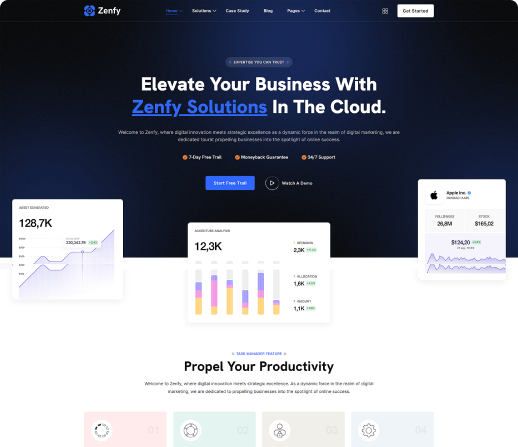 Zenfy
Home
Solutions
Case Study
Blog
Pages
Contact
Get Started
EXPERTISE YOU CAN TRUST
Elevate Your Business With
Zenfy Solutions In The Cloud.
Welcome to Zenfy, where digital innovation meets strategic excellence as a dynamic force in the realm of digital marketing, we are
dedicated propelling businesses into the spotlight of online success.
7-Day Free Trail
Moneyback Guarantee
24/7 Support
Start Free Trail
Watch A Demo
ASSET GENERATED
128,7K
230,342.78
Apple Inc.
NASDAQ: AAPL
FOLLOWERS
26,8M
STOCK
$165,02
$124,20
ADVENTURE ANALYSIS
12,3K
2,3K
ALLOCATION
1,6K
1,1K
TASK MANAGER FEATURE
Propel Your Productivity
Welcome to Zenfy, where digital innovation meets strategic excellence. As a dynamic force in the realm of digital
marketing, we are dedicated to propelling businesses into the spotlight of online success.
01
02
03
04